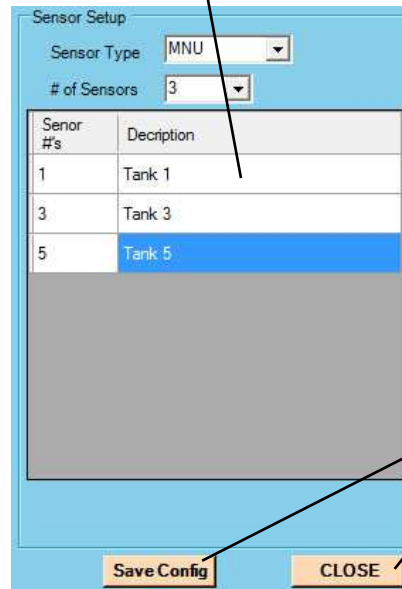 Sensor Setup
Sensor Type MNU
# of Sensors 3
Senor
#'s
Decription
1 Tank 1
3 Tank 3
5 Tank 5
Save Config CLOSE